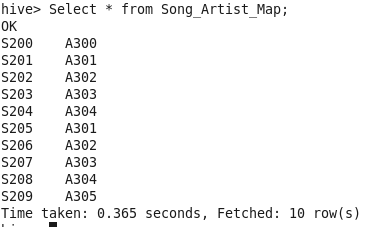 hive> Select * from Song_Artist_Map;
OK
S200    A300
S201    A301
S202    A302
S203    A303
S204    A304
S205    A301
S206    A302
S207    A303
S208    A304
S209    A305
Time taken: 0.365 seconds, Fetched: 10 row(s)